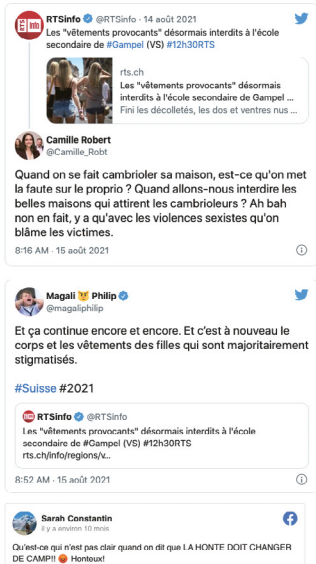 RTSinfo @RTSinfo · 14 août 2021
Les "vêtements provocants" désormais interdits à l'école
secondaire de #Gampel (VS) #12h30RTS
rts.ch
Les "vêtements provocants" désormais
interdits à l'école secondaire de Gampel ...
Fini les décolletés, les dos et ventres nus ...
Camille Robert
@Camille_Robt
Quand on se fait cambrioler sa maison, est-ce qu'on met
la faute sur le proprio ? Quand allons-nous interdire les
belles maisons qui attirent les cambrioleurs ? Ah bah
non en fait, y a qu'avec les violences sexistes qu'on
blâme les victimes.
8:16 AM · 15 août 2021
Magali Philip
@magaliphilip
Et ça continue encore et encore. Et c'est à nouveau le
corps et les vêtements des filles qui sont majoritairement
stigmatisés.
#Suisse #2021
RTSinfo @RTSinfo
Les "vêtements provocants" désormais interdits à l'école
secondaire de #Gampel (VS) #12h30RTS
rts.ch/info/regions/v...
8:52 AM · 15 août 2021
Sarah Constantin
il y a environ 10 mois
Qu'est-ce qui n'est pas clair quand on dit que LA HONTE DOIT CHANGER
DE CAMP!! 😡 Honteux!